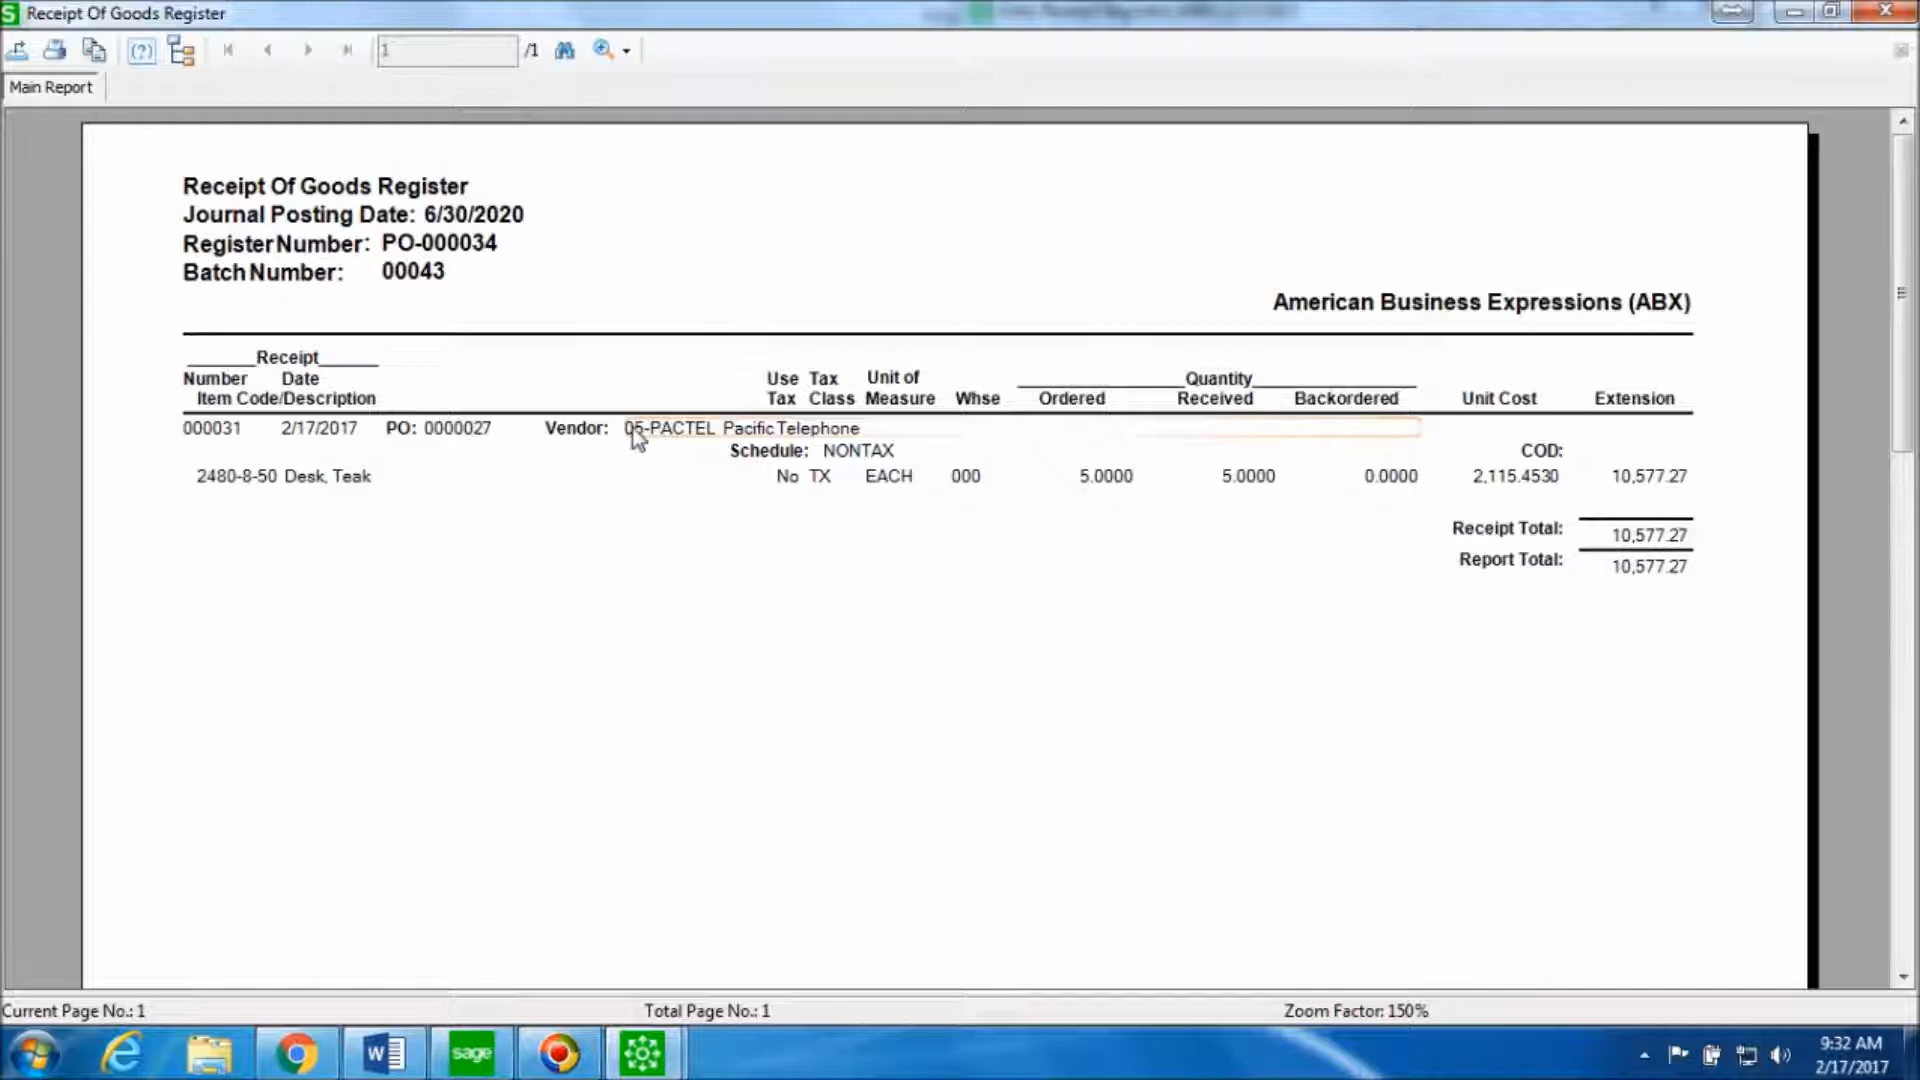 Receipt Of Goods Register
1 /1
Main Report
Receipt Of Goods Register
Journal Posting Date: 6/30/2020
Register Number: PO-000034
Batch Number: 00043
American Business Expressions (ABX)
Receipt
Use Tax Unit of Quantity
Number Date
Item Code/Description Tax Class Measure Whse Ordered Received Backordered Unit Cost Extension
000031 2/17/2017 PO: 0000027 Vendor: 05-PACTEL Pacific Telephone
Schedule: NONTAX COD:
2480-8-50 Desk, Teak No TX EACH 000 5.0000 5.0000 0.0000 2,115.4530 10,577.27
Receipt Total: 10,577.27
Report Total: 10,577.27
Current Page No.: 1 Total Page No.: 1 Zoom Factor: 150%
sage
9:32 AM
2/17/2017